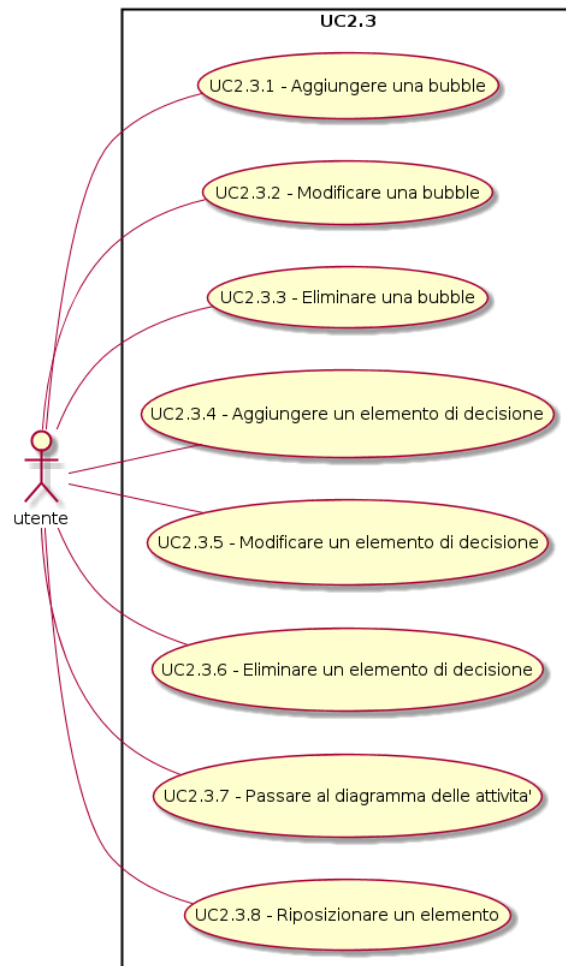 UC2.3
UC2.3.1 - Aggiungere una bubble
UC2.3.2 - Modificare una bubble
UC2.3.3 - Eliminare una bubble
UC2.3.4 - Aggiungere un elemento di decisione
utente
UC2.3.5 - Modificare un elemento di decisione
UC2.3.6 - Eliminare un elemento di decisione
UC2.3.7 - Passare al diagramma delle attivita'
UC2.3.8 - Riposizionare un elemento